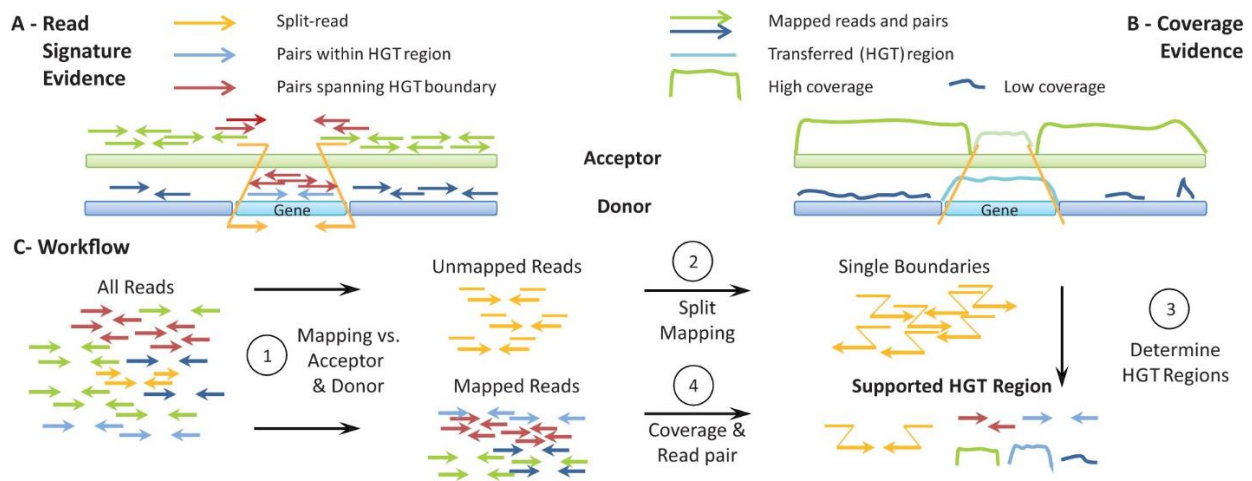 A - Read
Signature
Evidence
Split-read
Pairs within HGT region
Pairs spanning HGT boundary
Mapped reads and pairs
Transferred (HGT) region
High coverage
Low coverage
B - Coverage
Evidence
Acceptor
Donor
Gene
Gene
C- Workflow
All Reads
1
Mapping vs.
Acceptor
& Donor
Unmapped Reads
Mapped Reads
2
Split
Mapping
4
Coverage &
Read pair
Single Boundaries
3
Determine
HGT Regions
Supported HGT Region